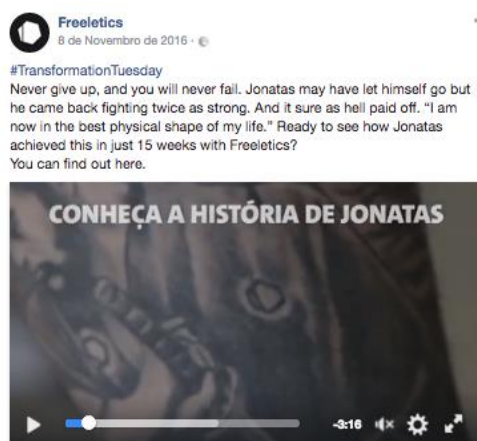 Freeletics
8 de Novembro de 2016 ·
#TransformationTuesday
Never give up, and you will never fail. Jonatas may have let himself go but
he came back fighting twice as strong. And it sure as hell paid off. “I am
now in the best physical shape of my life.” Ready to see how Jonatas
achieved this in just 15 weeks with Freeletics?
You can find out here.
CONHEÇA A HISTÓRIA DE JONATAS
-3:16